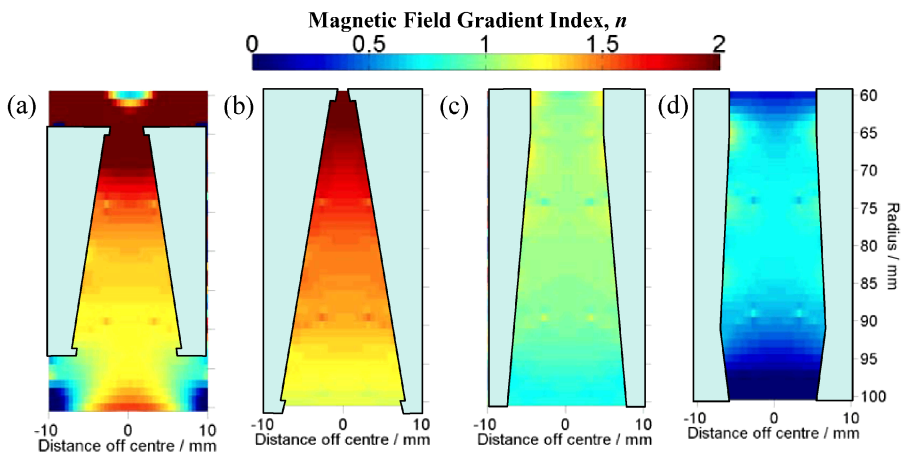 Magnetic Field Gradient Index, n
0 0.5 1 1.5 2
(a) (b) (c) (d)
60
65
70
75
80
85
90
95
100
Radius / mm
-10 0 10 -10 0 10 -10 0 10 -10 0 10
Distance off centre / mm Distance off centre / mm Distance off centre / mm Distance off centre / mm